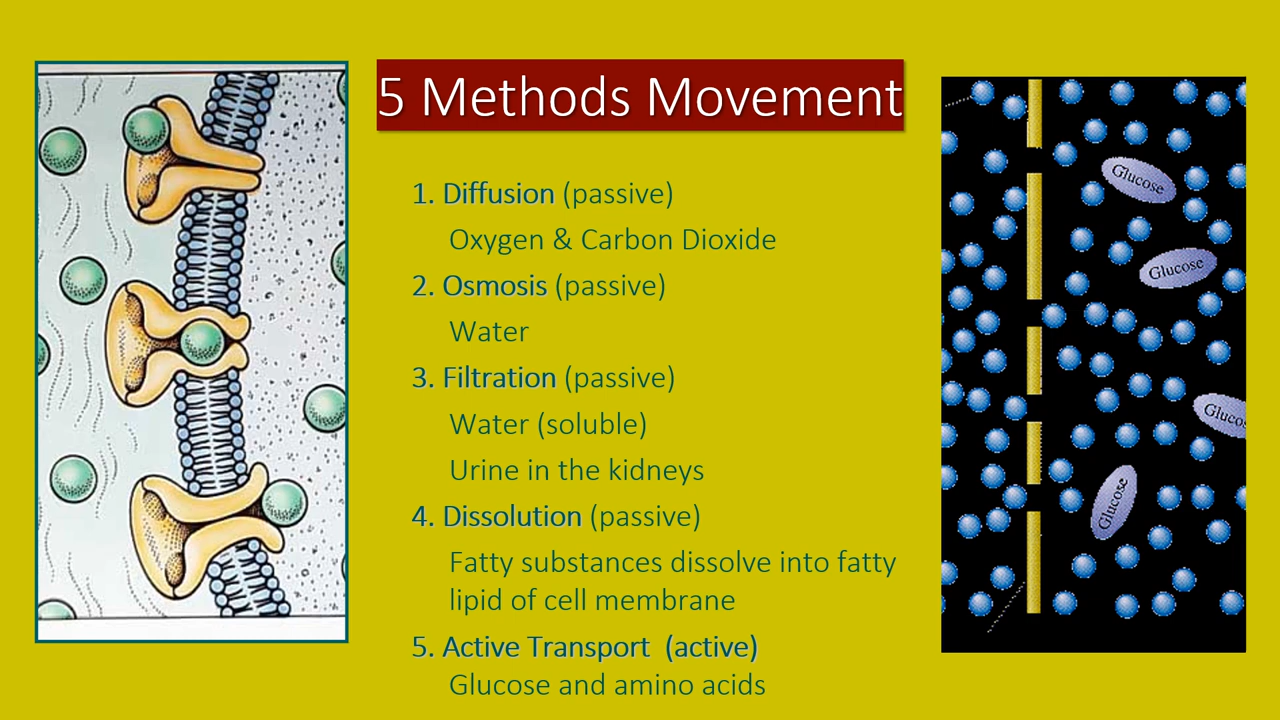 5 Methods Movement
1. Diffusion (passive)
Oxygen & Carbon Dioxide
2. Osmosis (passive)
Water
3. Filtration (passive)
Water (soluble)
Urine in the kidneys
4. Dissolution (passive)
Fatty substances dissolve into fatty
lipid of cell membrane
5. Active Transport (active)
Glucose and amino acids
Glucose
Glucose
Glucos
Glucose